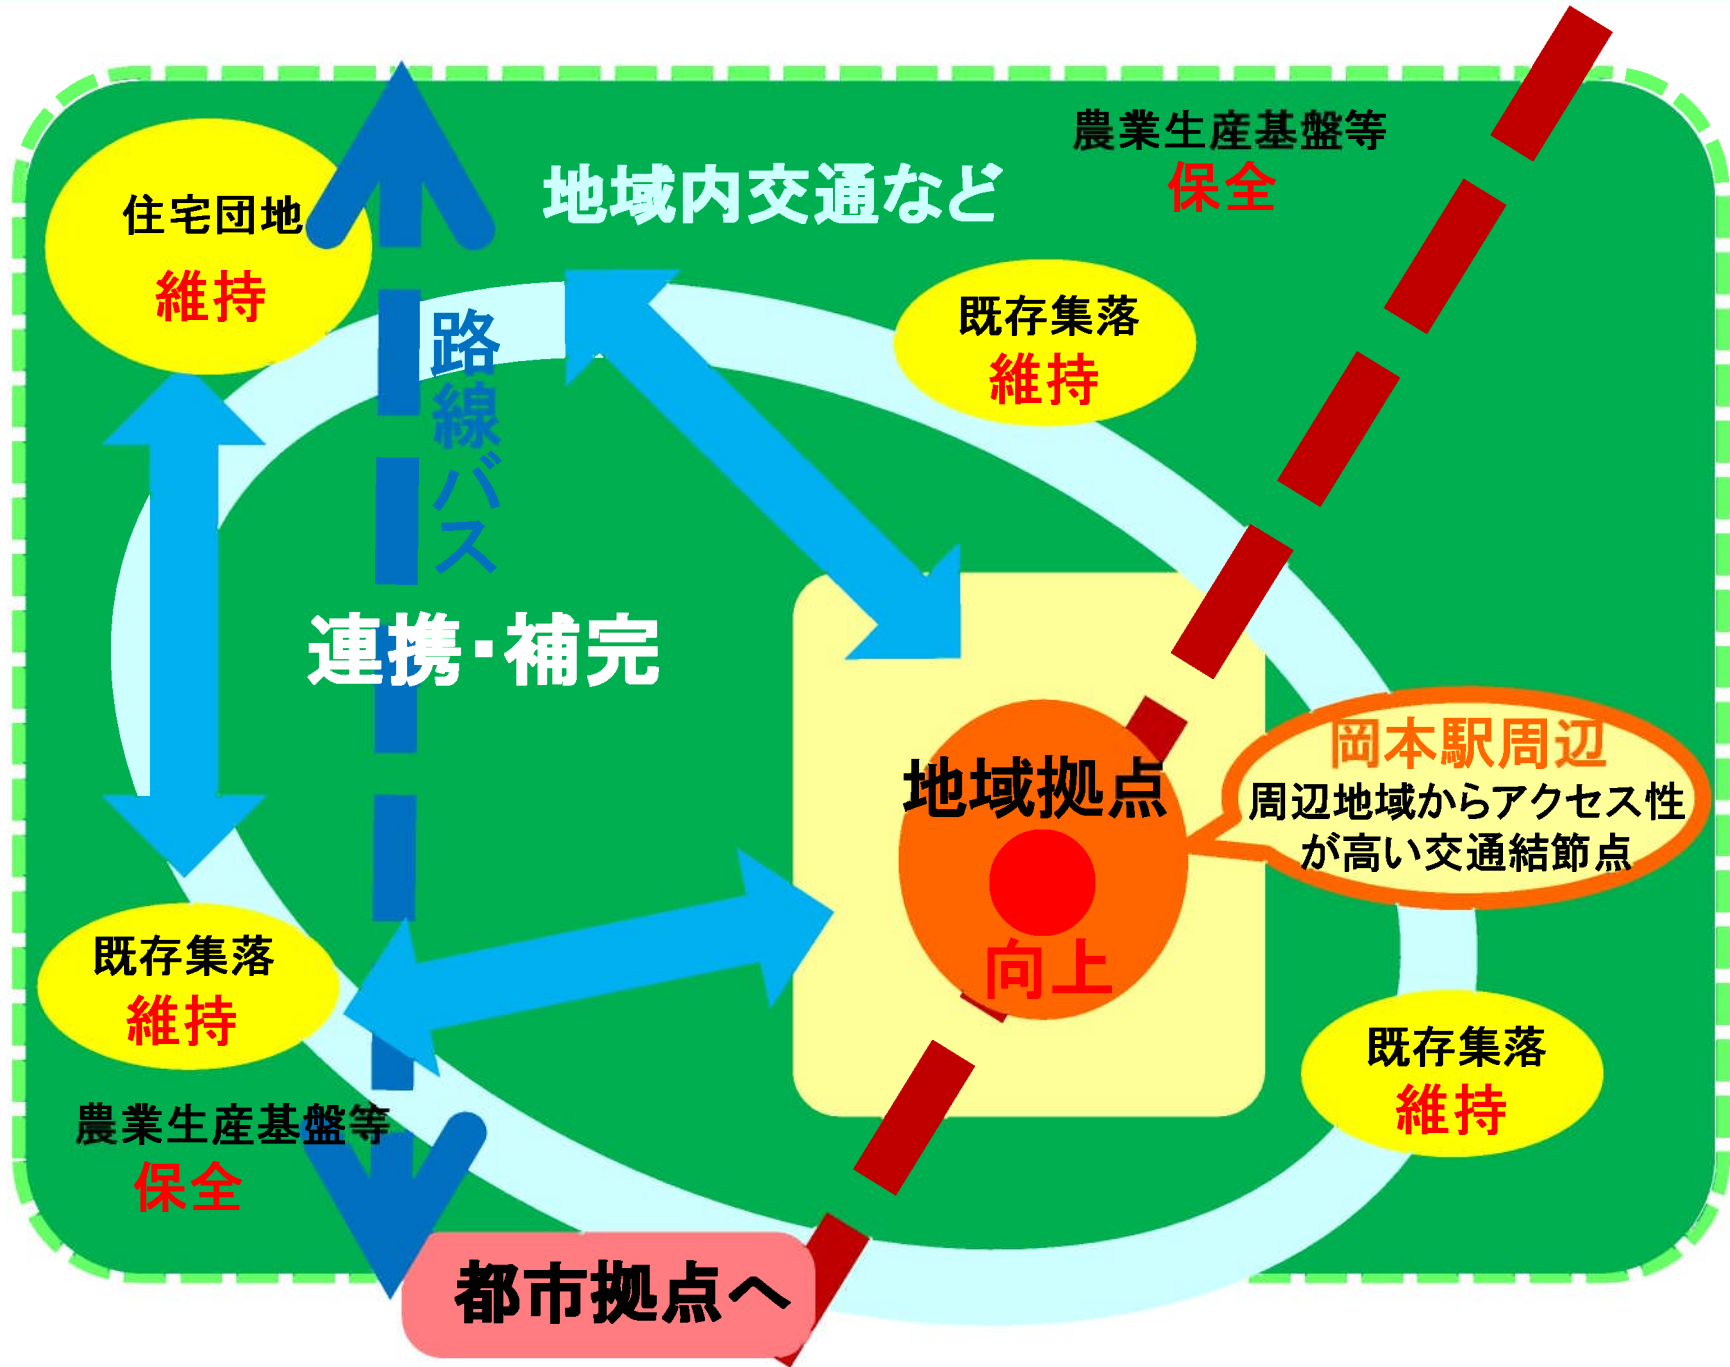 農業生産基盤等
保全
地域内交通など
住宅団地
維持
既存集落
維持
路線バス
連携・補完
岡本駅周辺
周辺地域からアクセス性
が高い交通結節点
地域拠点
向上
既存集落
維持
既存集落
維持
農業生産基盤等
保全
都市拠点へ